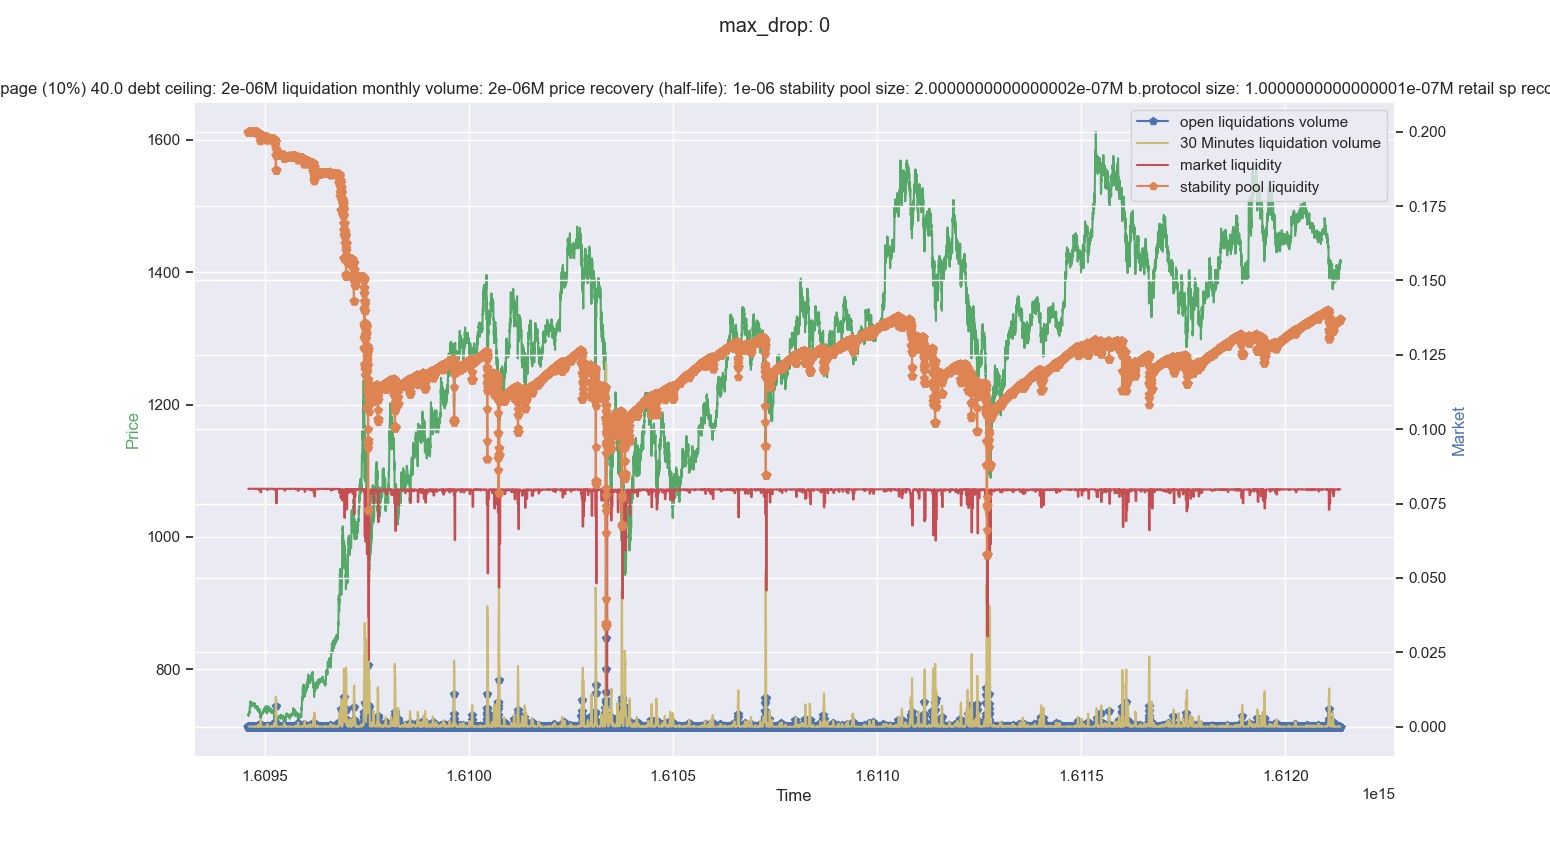 max_drop: 0
page (10%) 40.0 debt ceiling: 2e-06M liquidation monthly volume: 2e-06M price recovery (half-life): 1e-06 stability pool size: 2.0000000000000002e-07M b.protocol size: 1.0000000000000001e-07M retail sp reco
open liquidations volume
30 Minutes liquidation volume
market liquidity
stability pool liquidity
1600
1400
1200
1000
800
Price
0.200
0.175
0.150
0.125
0.100
0.075
0.050
0.025
0.000
Market
1.6095 1.6100 1.6105 1.6110 1.6115 1.6120
Time
1e15